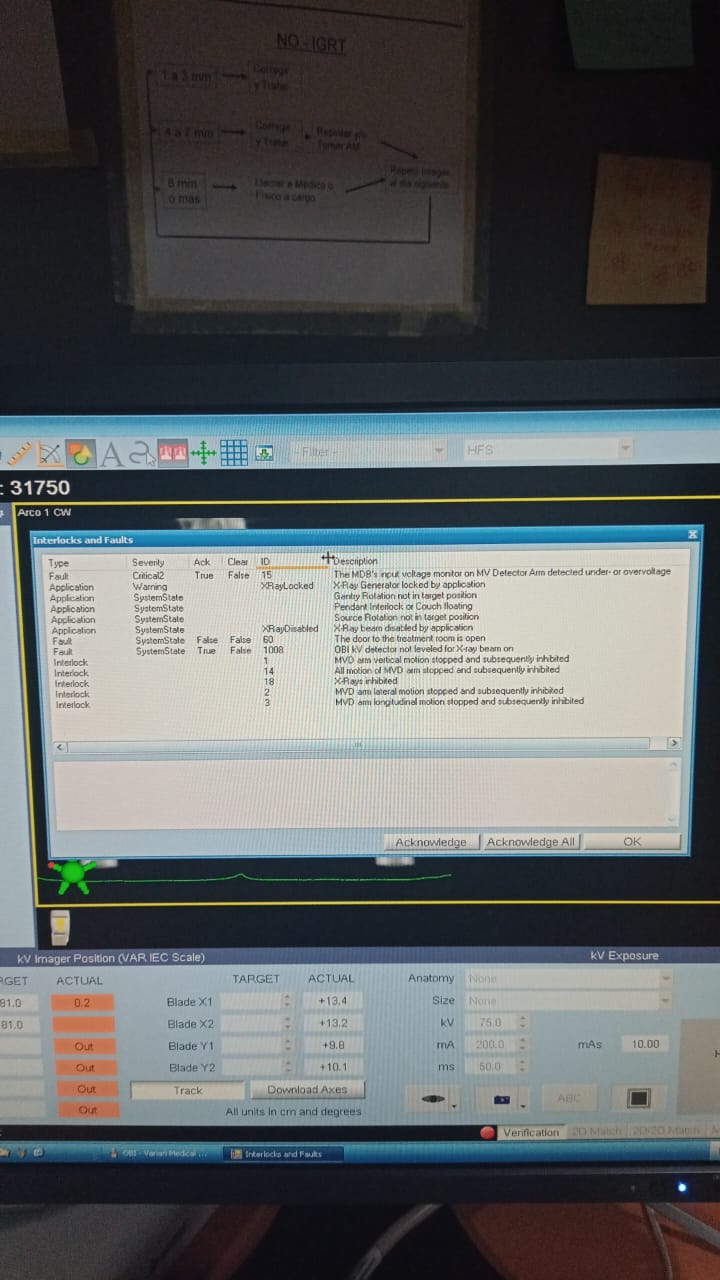 NO - IGRT
1 a 3 mm
Correge
y Tratar
4 a 7 mm
Correge
y Tratar
Repintar y/o
Tomar AM
8 mm
o mas
Llamar a Medico o
Fisico a cargo
Repetir Imagen
al dia siguiente
- Filter -
HFS
: 31750
Arco 1 CW
Interlocks and Faults
Type Severity Ack Clear ID Description
Fault Critical2 True False 15 The MDB's input voltage monitor on MV Detector Arm detected under- or overvoltage
Application Warning XRayLocked X-Ray Generator locked by application
Application SystemState Gantry Rotation not in target position
Application SystemState Pendant Interlock or Couch floating
Application SystemState Source Rotation not in target position
Application SystemState XRayDisabled X-Ray beam disabled by application
Fault SystemState False False 60 The door to the treatment room is open
Fault SystemState True False 1008 OBI kV detector not leveled for X-ray beam on
Interlock 1 MVD arm vertical motion stopped and subsequently inhibited
Interlock 14 All motion of MVD arm stopped and subsequently inhibited
Interlock 18 X-Rays inhibited
Interlock 2 MVD arm lateral motion stopped and subsequently inhibited
Interlock 3 MVD arm longitudinal motion stopped and subsequently inhibited
Acknowledge Acknowledge All OK
kV Imager Position (VAR IEC Scale)
kV Exposure
RGET ACTUAL TARGET ACTUAL Anatomy None
81.0 0.2 Blade X1 +13.4 Size None
81.0 Blade X2 +13.2 kV 75.0
Out Blade Y1 +9.8 mA 200.0 mAs 10.00
Out Blade Y2 +10.1 ms 50.0
Out Track Download Axes ABC
Out All units in cm and degrees
Verification 2D Match 2D/2D Match
OBI - Varian Medical ... Interlocks and Faults